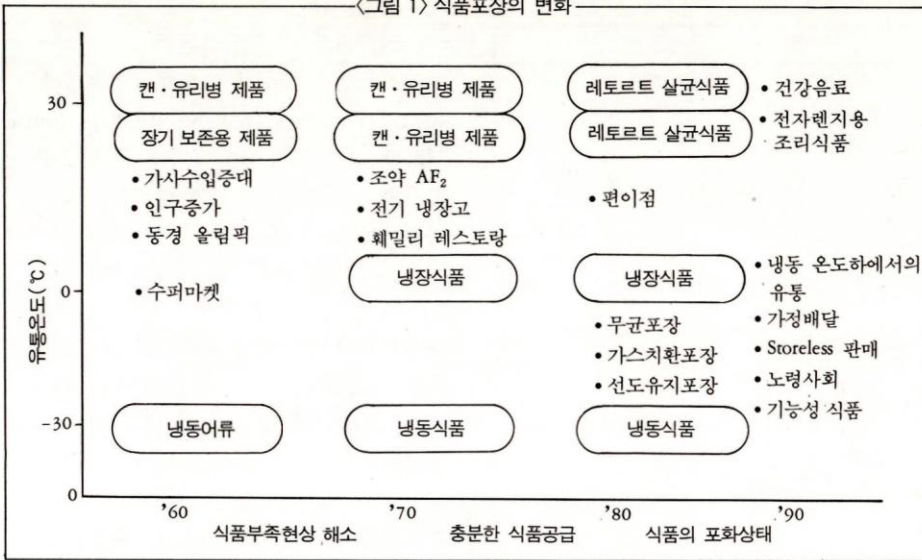 〈그림 1〉 식품포장의 변화
유통온도(℃)
30
0
-30
0
캔·유리병 제품
장기 보존용 제품
• 가사수입증대
• 인구증가
• 동경 올림픽
• 수퍼마켓
냉동어류
캔·유리병 제품
캔·유리병 제품
• 조약 AF₂
• 전기 냉장고
• 훼밀리 레스토랑
냉장식품
냉동식품
레토르트 살균식품
레토르트 살균식품
• 편이점
냉장식품
• 무균포장
• 가스치환포장
• 선도유지포장
냉동식품
• 건강음료
• 전자렌지용
조리식품
• 냉동 온도하에서의
유통
• 가정배달
• Storeless 판매
• 노령사회
• 기능성 식품
'60
'70
'80
'90
식품부족현상 해소
충분한 식품공급
식품의 포화상태